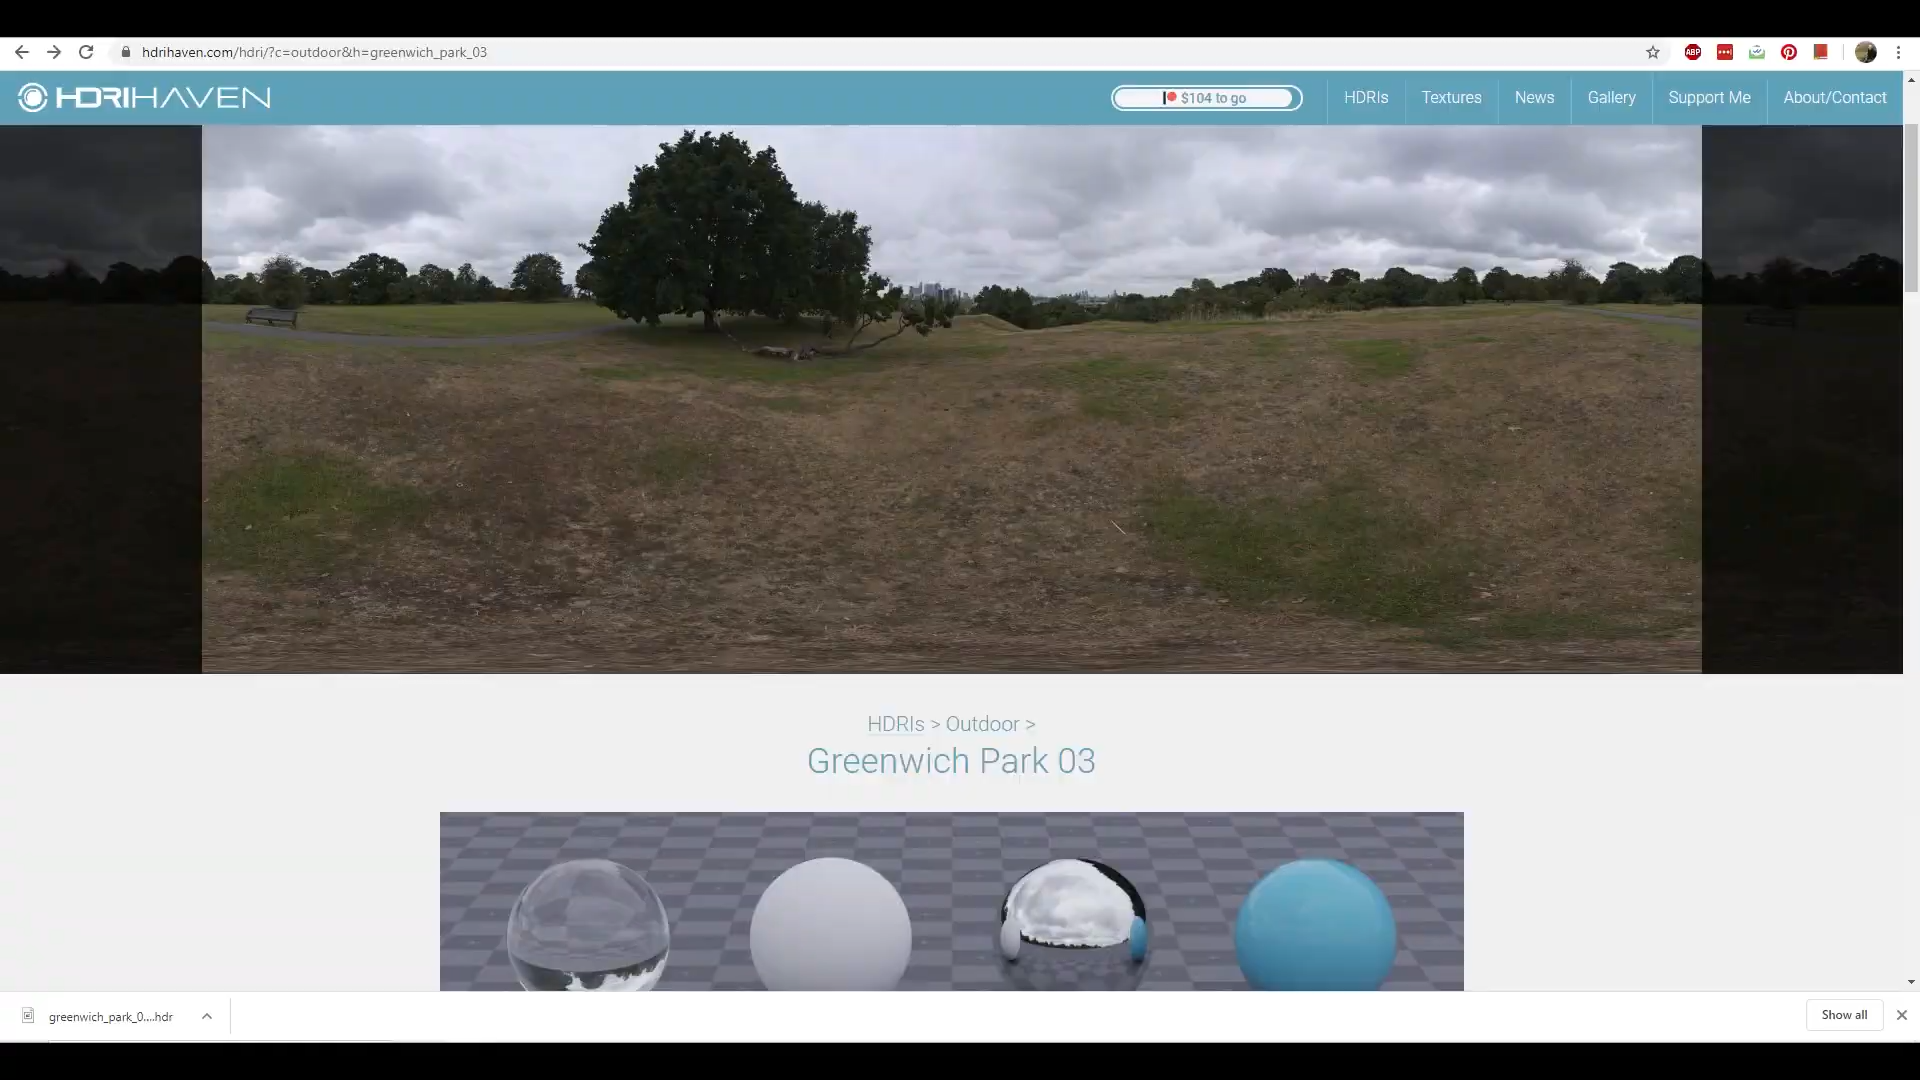 hdrihaven.com/hdri/?c=outdoor&h=greenwich_park_03
ABP
HDRIHAVEN
$104 to go
HDRIs
Textures
News
Gallery
Support Me
About/Contact
HDRIs > Outdoor >
Greenwich Park 03
greenwich_park_0....hdr
Show all